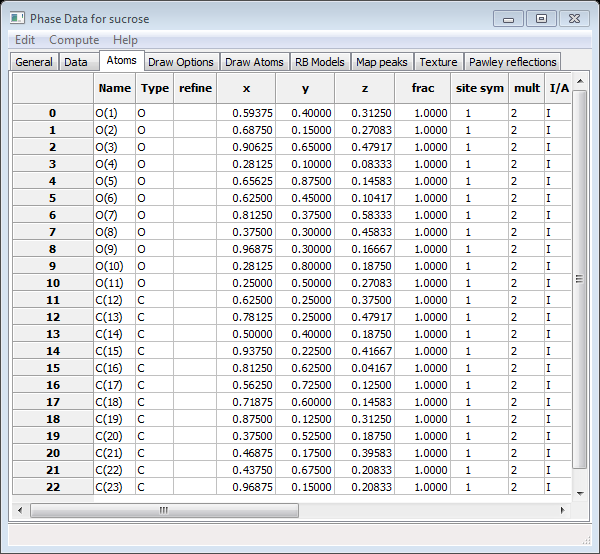 Phase Data for sucrose
Edit Compute Help
General Data Atoms Draw Options Draw Atoms RB Models Map peaks Texture Pawley reflections
Name Type refine x y z frac site sym mult I/A
0 O(1) O 0.59375 0.40000 0.31250 1.0000 1 2 I
1 O(2) O 0.68750 0.15000 0.27083 1.0000 1 2 I
2 O(3) O 0.90625 0.65000 0.47917 1.0000 1 2 I
3 O(4) O 0.28125 0.10000 0.08333 1.0000 1 2 I
4 O(5) O 0.65625 0.87500 0.14583 1.0000 1 2 I
5 O(6) O 0.62500 0.45000 0.10417 1.0000 1 2 I
6 O(7) O 0.81250 0.37500 0.58333 1.0000 1 2 I
7 O(8) O 0.37500 0.30000 0.45833 1.0000 1 2 I
8 O(9) O 0.96875 0.30000 0.16667 1.0000 1 2 I
9 O(10) O 0.28125 0.80000 0.18750 1.0000 1 2 I
10 O(11) O 0.25000 0.50000 0.27083 1.0000 1 2 I
11 C(12) C 0.62500 0.25000 0.37500 1.0000 1 2 I
12 C(13) C 0.78125 0.25000 0.47917 1.0000 1 2 I
13 C(14) C 0.50000 0.40000 0.18750 1.0000 1 2 I
14 C(15) C 0.93750 0.22500 0.41667 1.0000 1 2 I
15 C(16) C 0.81250 0.62500 0.04167 1.0000 1 2 I
16 C(17) C 0.56250 0.72500 0.12500 1.0000 1 2 I
17 C(18) C 0.71875 0.60000 0.14583 1.0000 1 2 I
18 C(19) C 0.87500 0.12500 0.31250 1.0000 1 2 I
19 C(20) C 0.37500 0.52500 0.18750 1.0000 1 2 I
20 C(21) C 0.46875 0.17500 0.39583 1.0000 1 2 I
21 C(22) C 0.43750 0.67500 0.20833 1.0000 1 2 I
22 C(23) C 0.96875 0.15000 0.20833 1.0000 1 2 I